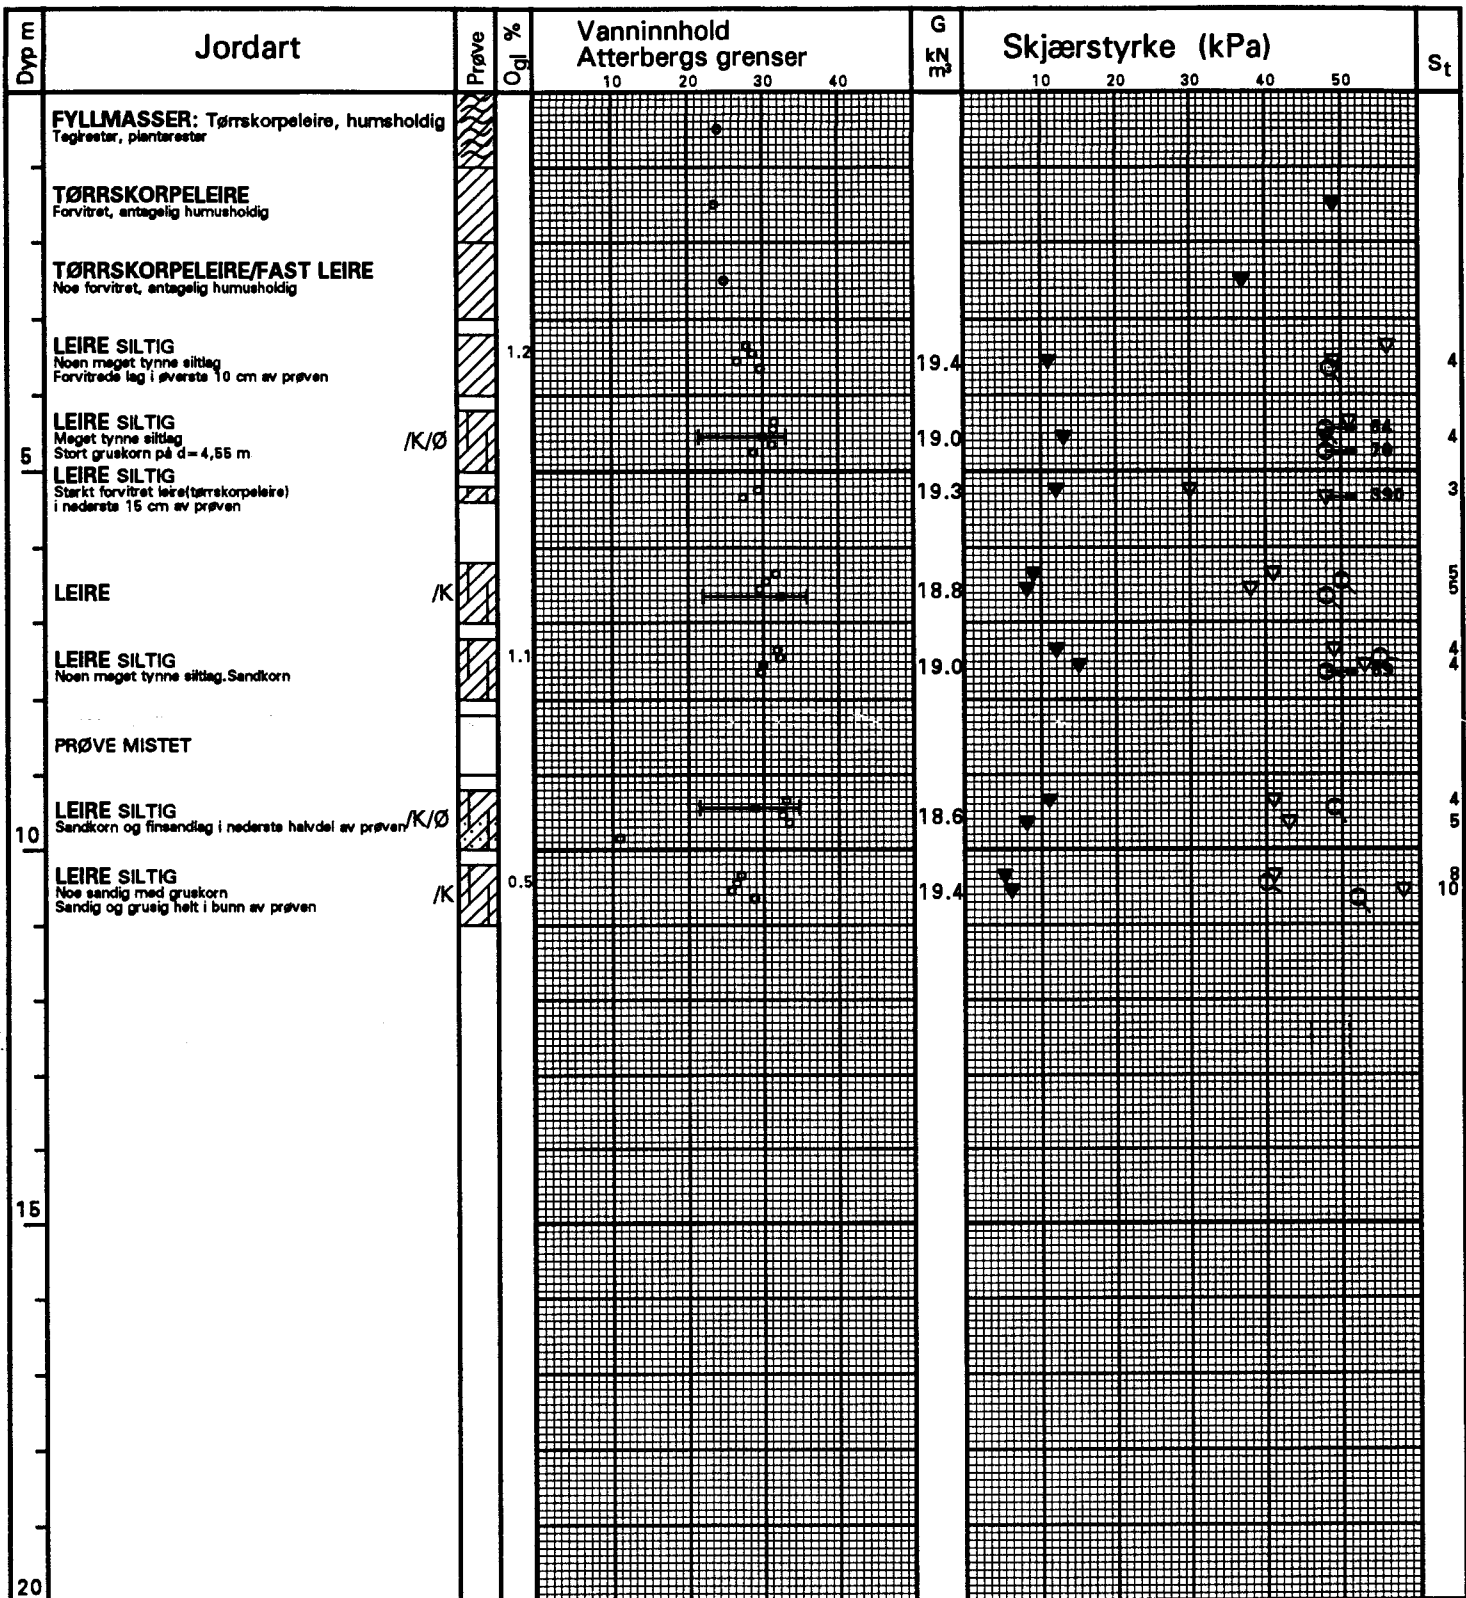 Dyp m
Jordart
Prøve
Ogl %
Vanninnhold
Atterbergs grenser
10 20 30 40
G
kN
m³
Skjærstyrke (kPa)
10 20 30 40 50
St
FYLLMASSER: Tørrskorpeleire, humsholdig
Teglrester, planterester
TØRRSKORPELEIRE
Forvitret, antagelig humusholdig
TØRRSKORPELEIRE/FAST LEIRE
Noe forvitret, antagelig humusholdig
LEIRE SILTIG
Noen meget tynne siltlag
Forvitrede lag i øverste 10 cm av prøven
1.2
19.4
4
LEIRE SILTIG
Meget tynne siltlag
Stort gruskorn på d=4,55 m
/K/Ø
19.0
70
4
5
LEIRE SILTIG
Sterkt forvitret leire(tørrskorpeleire)
i nederste 15 cm av prøven
19.3
390
3
LEIRE
/K
18.8
5
5
LEIRE SILTIG
Noen meget tynne siltlag.Sandkorn
1.1
19.0
4
4
PRØVE MISTET
LEIRE SILTIG
Sandkorn og finsandlag i nederste halvdel av prøven
/K/Ø
18.6
4
5
10
LEIRE SILTIG
Noe sandig med gruskorn
Sandig og grusig helt i bunn av prøven
/K
0.5
19.4
8
10
15
20